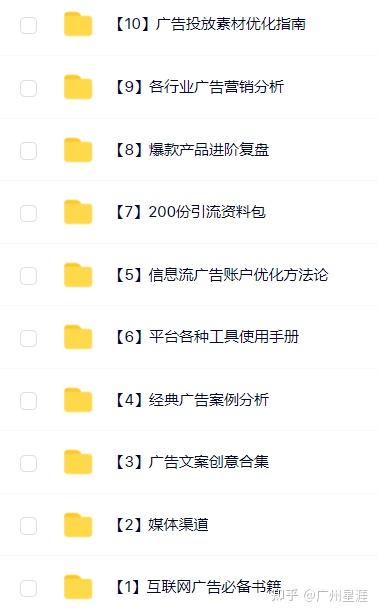 【10】广告投放素材优化指南
【9】各行业广告营销分析
【8】爆款产品进阶复盘
【7】200份引流资料包
【5】信息流广告账户优化方法论
【6】平台各种工具使用手册
【4】经典广告案例分析
【3】广告文案创意合集
【2】媒体渠道
【1】互联网广告必备书籍
知乎 @广州星涯